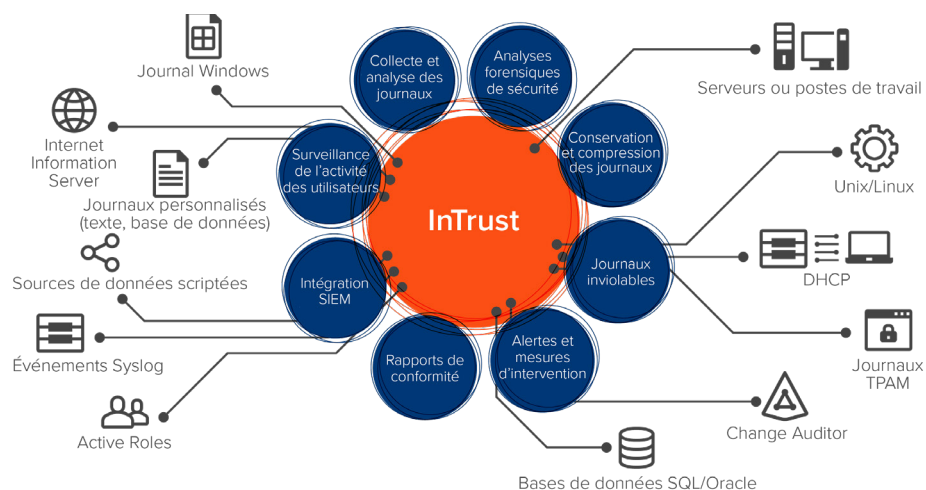 Journal Windows
Internet
Information
Server
Journaux personnalisés
(texte, base de données)
Sources de données scriptées
Événements Syslog
Active Roles
Collecte et
analyse des
journaux
Analyses
forensiques
de sécurité
Surveillance
de l'activité
des utilisateurs
Conservation
et compression
des journaux
InTrust
Intégration
SIEM
Journaux
inviolables
Rapports de
conformité
Alertes et
mesures
d'intervention
Serveurs ou postes de travail
Unix/Linux
DHCP
Journaux
TPAM
Change Auditor
Bases de données SQL/Oracle